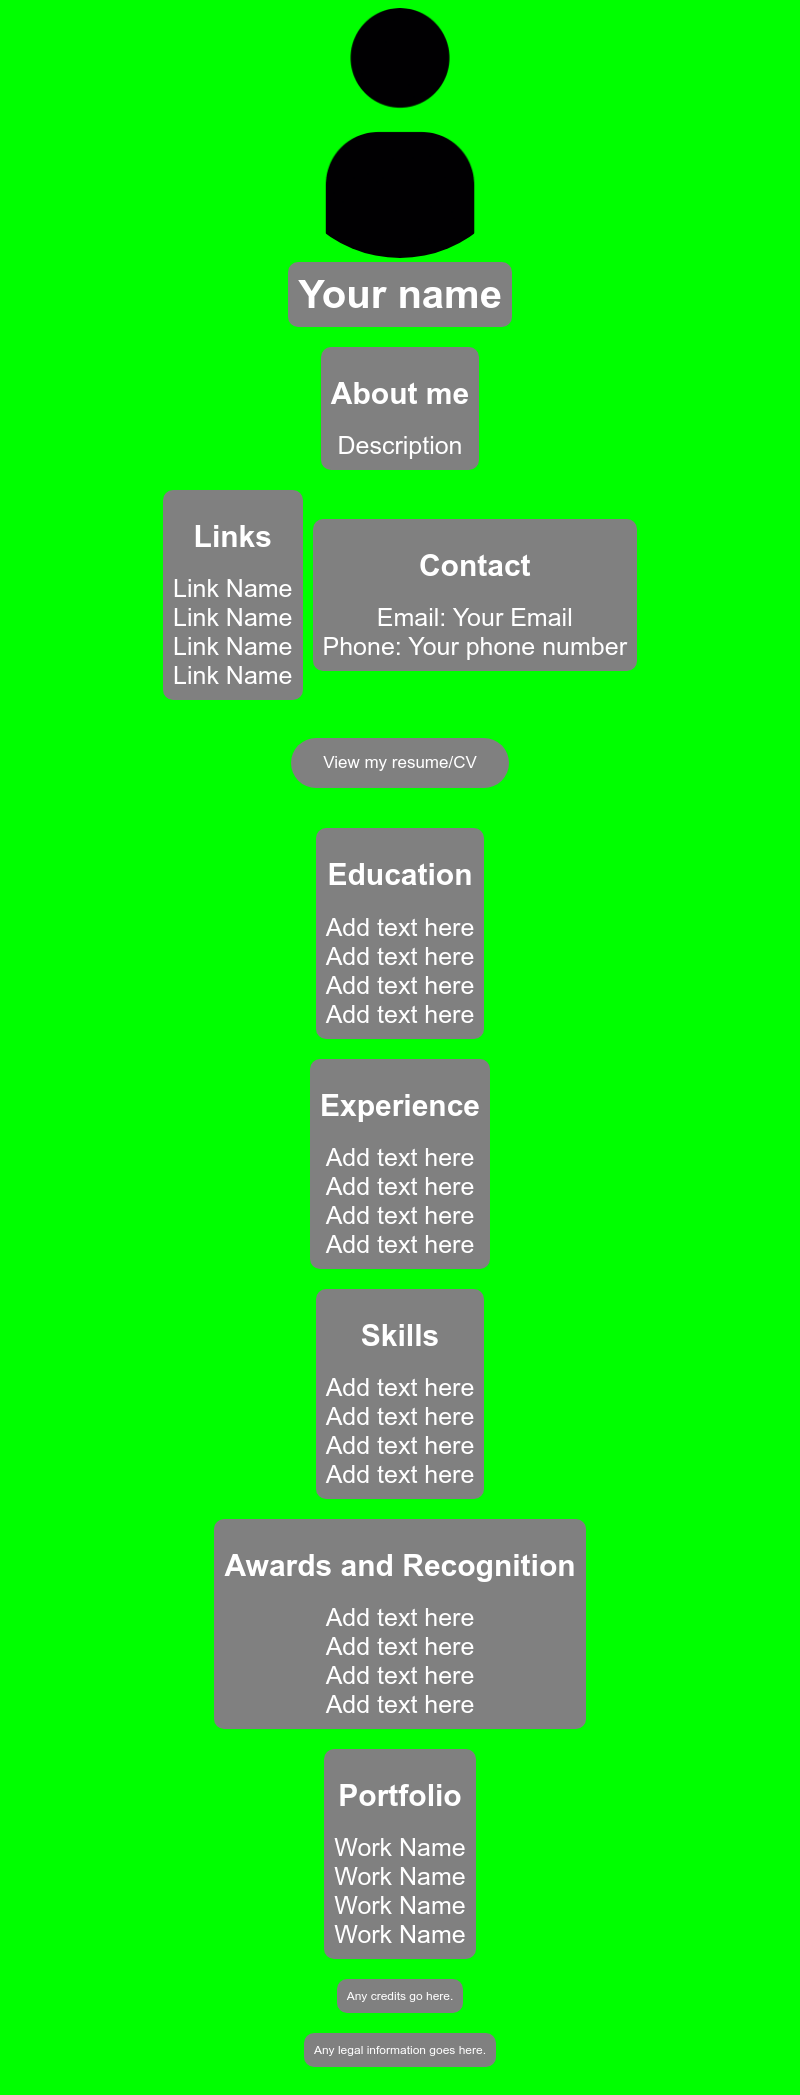 Your name
About me
Description
Links
Link Name
Link Name
Link Name
Link Name
Contact
Email: Your Email
Phone: Your phone number
View my resume/CV
Education
Add text here
Add text here
Add text here
Add text here
Experience
Add text here
Add text here
Add text here
Add text here
Skills
Add text here
Add text here
Add text here
Add text here
Awards and Recognition
Add text here
Add text here
Add text here
Add text here
Portfolio
Work Name
Work Name
Work Name
Work Name
Any credits go here.
Any legal information goes here.